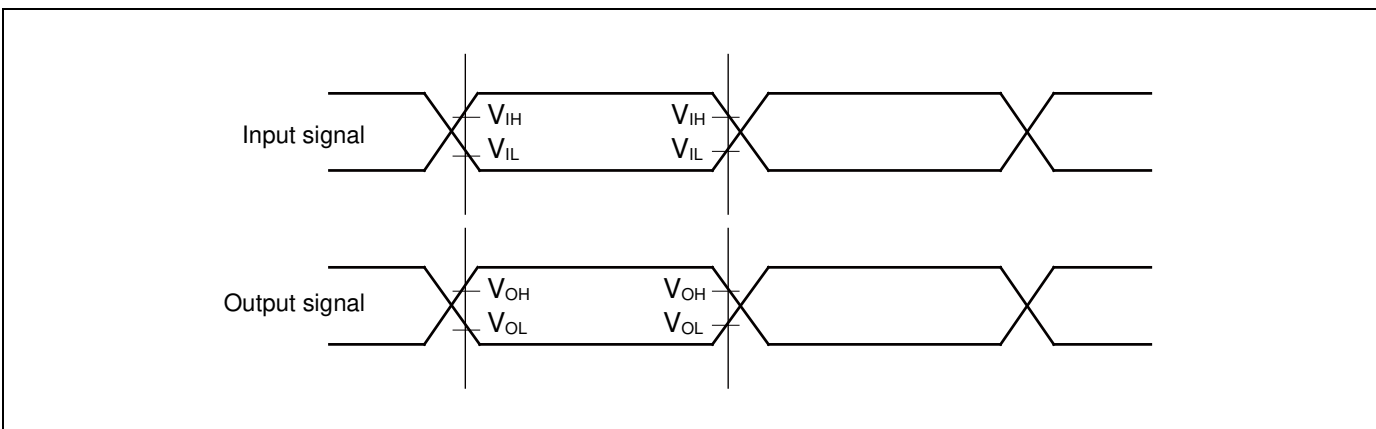 Input signal
VIH VIH
VIL VIL
Output signal
VOH VOH
VOL VOL